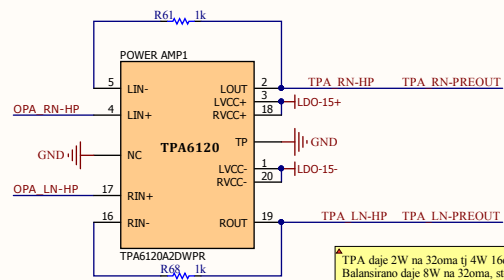 R61 1k
POWER AMP1
5 LIN- LOUT 2 TPA_RN-HP TPA_RN-PREOUT
LVCC+ 3 LDO-15+
OPA_RN-HP 4 LIN+ RVCC+ 18
GND NC TPA6120 TP GND
LVCC- 1 LDO-15-
RVCC- 20
OPA_LN-HP 17 RIN+
16 RIN- ROUT 19 TPA_LN-HP TPA_LN-PREOUT
TPA6120A2DWPR
R68 1k
TPA daje 2W na 32oma tj 4W
Balansirano daje 8W na 32oma,